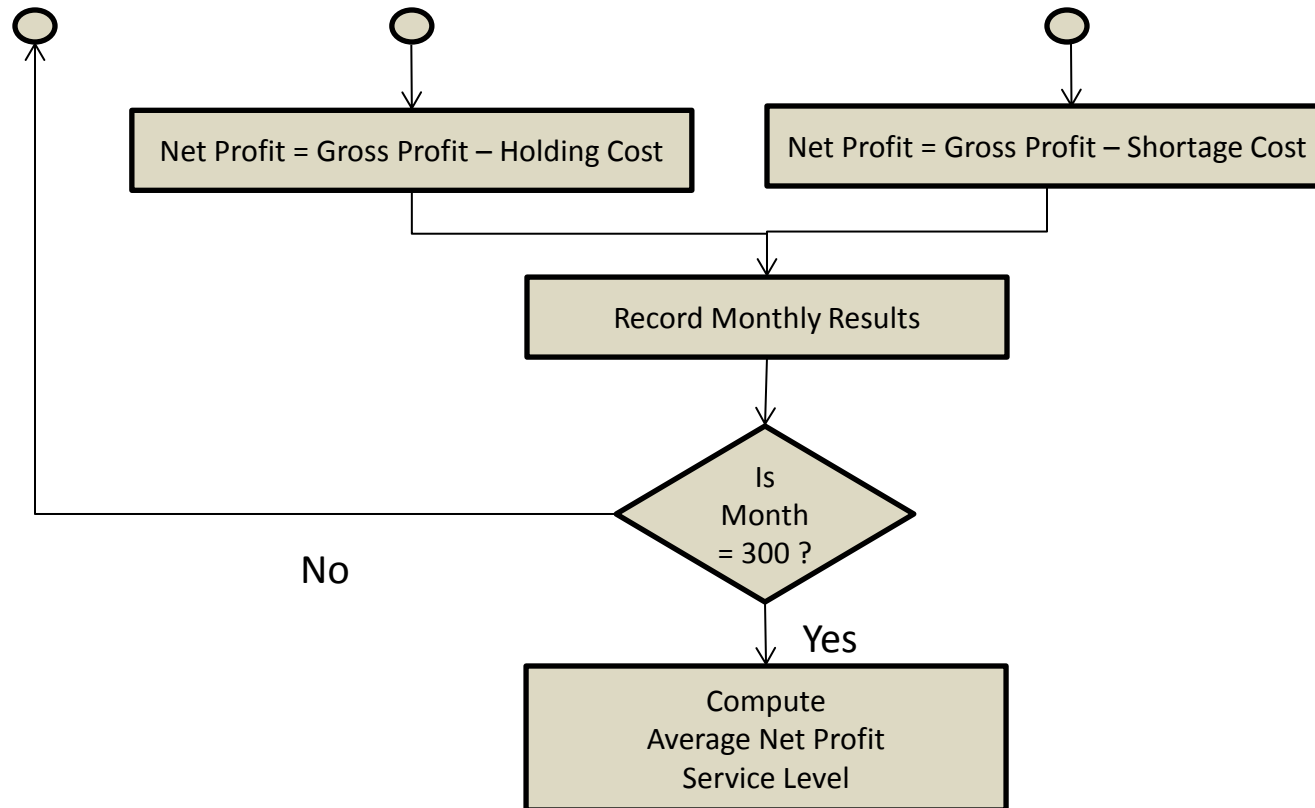 Net Profit = Gross Profit – Holding Cost
Net Profit = Gross Profit – Shortage Cost
Record Monthly Results
Is
Month
= 300 ?
No
Yes
Compute
Average Net Profit
Service Level